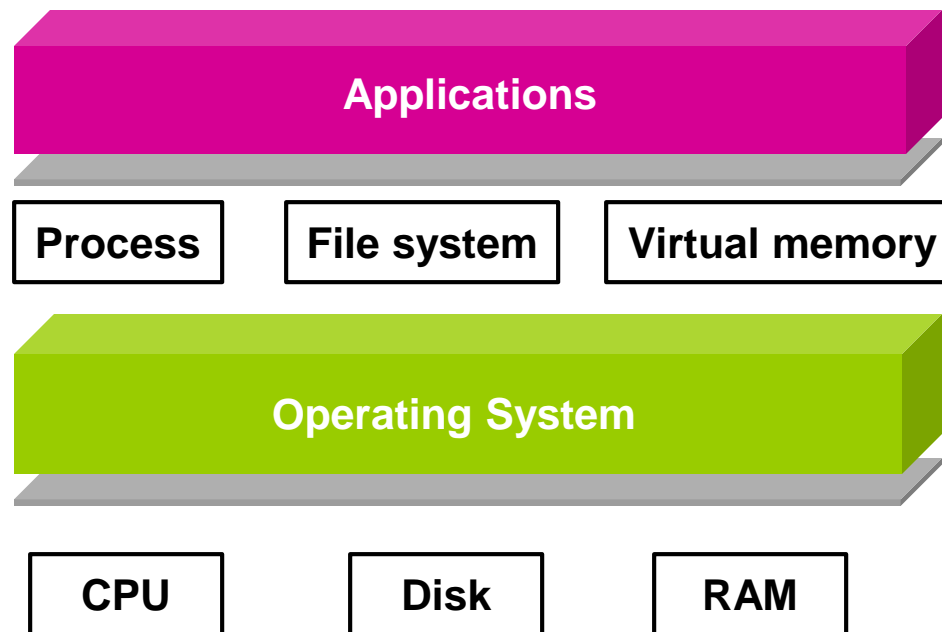 Applications
Process File system Virtual memory
Operating System
CPU Disk RAM